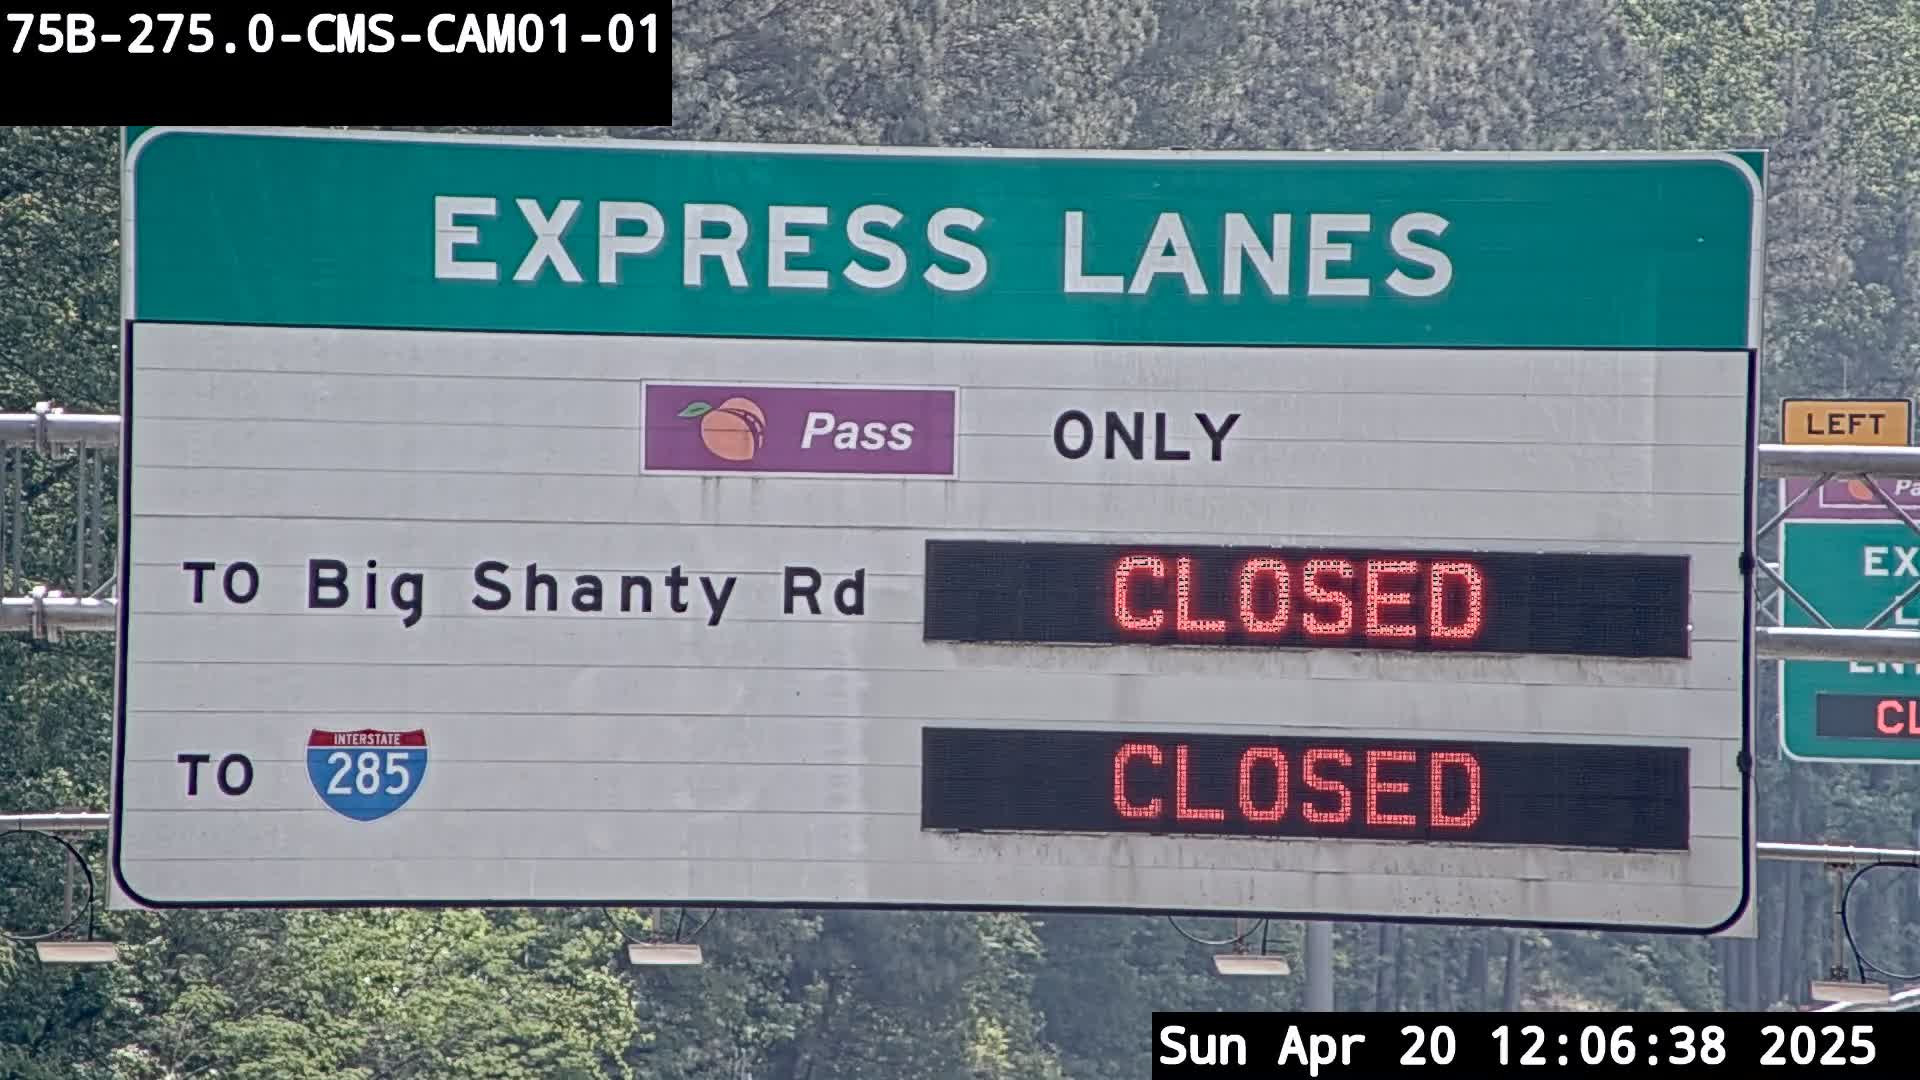 75B-275.0-CMS-CAM01-01
EXPRESS LANES
Pass ONLY
TO Big Shanty Rd CLOSED
TO INTERSTATE 285 CLOSED
LEFT
Sun Apr 20 12:06:38 2025